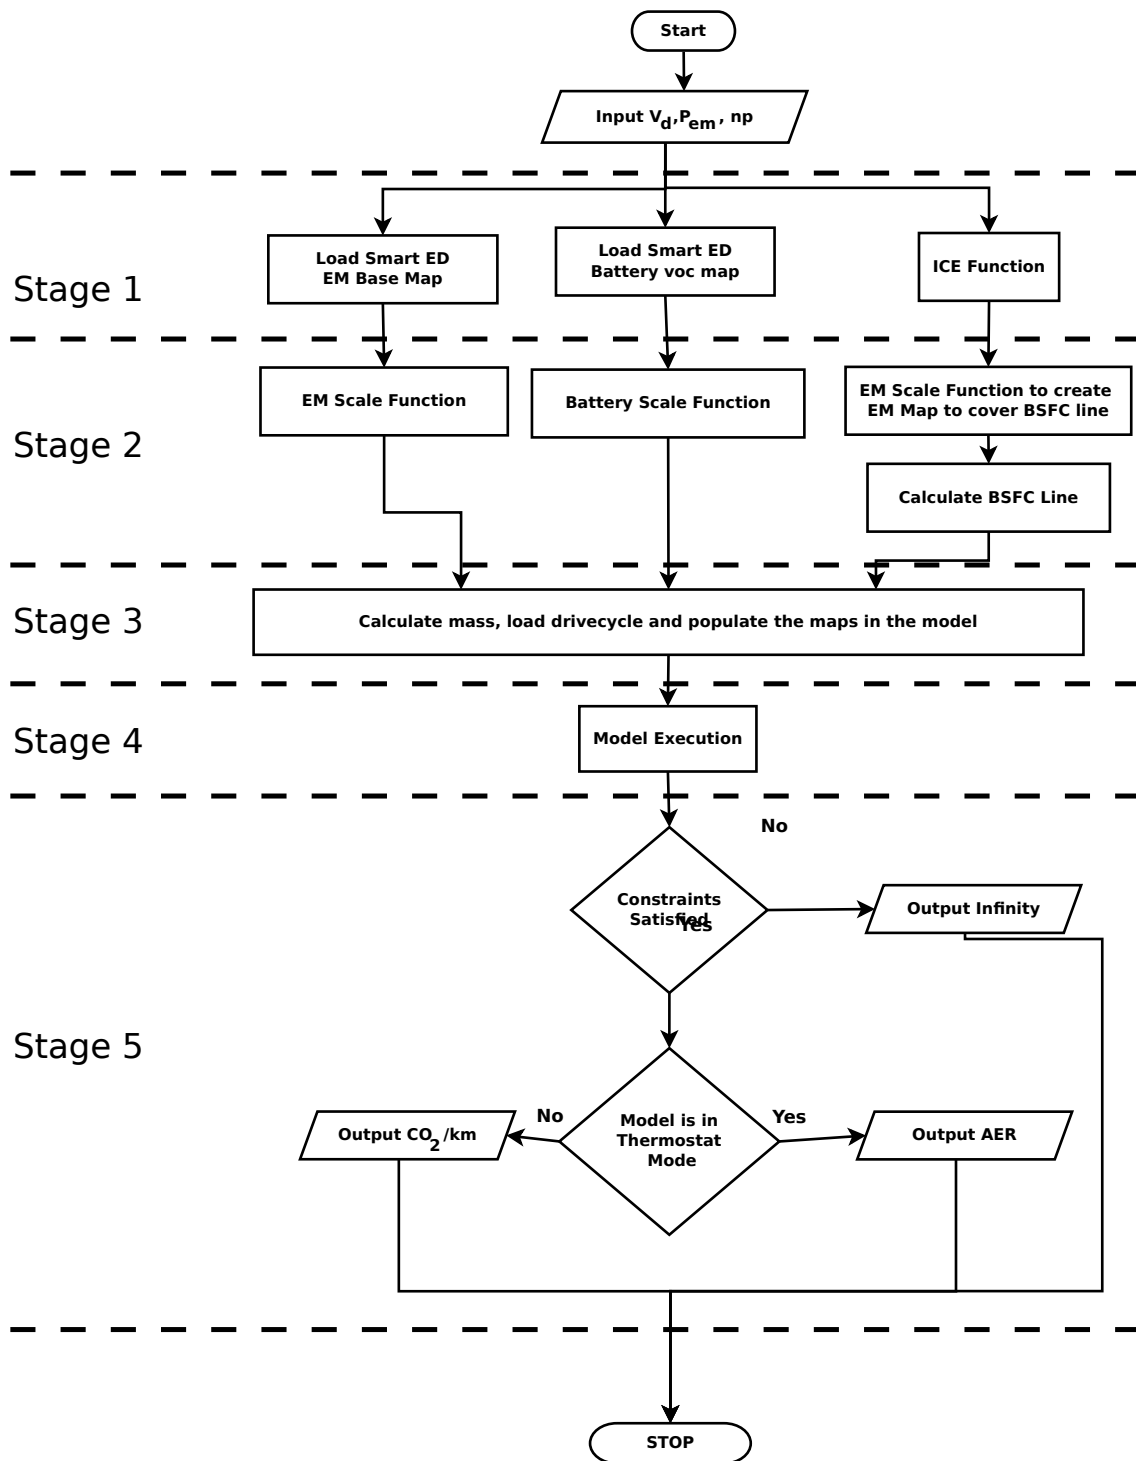 Start
Input Vd,Pem, np
Stage 1
Load Smart ED
EM Base Map
Load Smart ED
Battery voc map
ICE Function
Stage 2
EM Scale Function
Battery Scale Function
EM Scale Function to create
EM Map to cover BSFC line
Calculate BSFC Line
Stage 3
Calculate mass, load drivecycle and populate the maps in the model
Stage 4
Model Execution
No
Constraints
Satisfied
Yes
Output Infinity
Stage 5
No
Yes
Model is in
Thermostat
Mode
Output CO2/km
Output AER
STOP